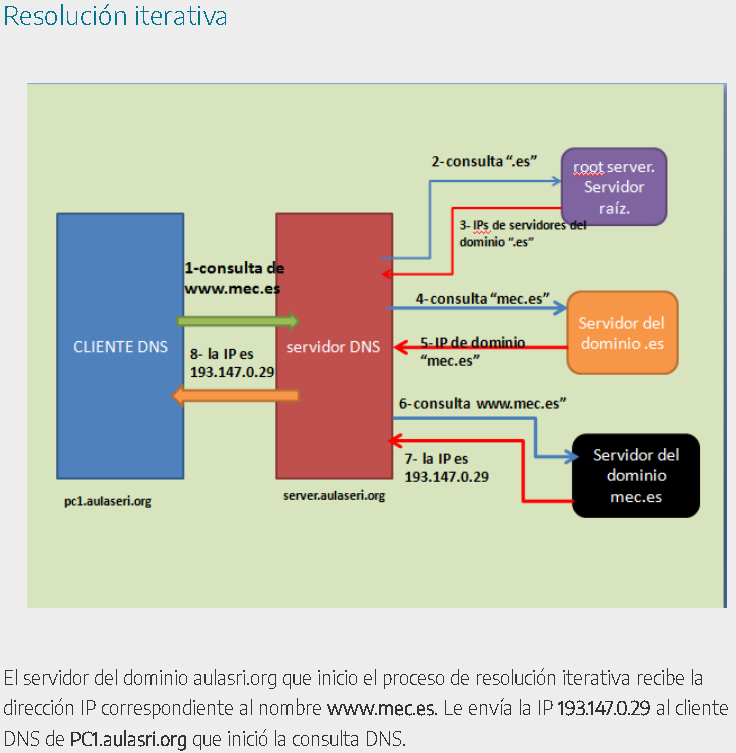 Resolución iterativa
2- consulta “.es”
root server.
Servidor
raíz.
3- IPs de servidores del
dominio “.es”
1-consulta de
www.mec.es
4- consulta “mec.es”
Servidor del
dominio .es
CLIENTE DNS
servidor DNS
5- IP de dominio
“mec.es”
8- la IP es
193.147.0.29
6- consulta www.mec.es”
7- la IP es
193.147.0.29
Servidor del
dominio
mec.es
pc1.aulaseri.org
server.aulaseri.org
El servidor del dominio aulasri.org que inicio el proceso de resolución iterativa recibe la
dirección IP correspondiente al nombre www.mec.es. Le envía la IP 193.147.0.29 al cliente
DNS de PC1.aulasri.org que inició la consulta DNS.